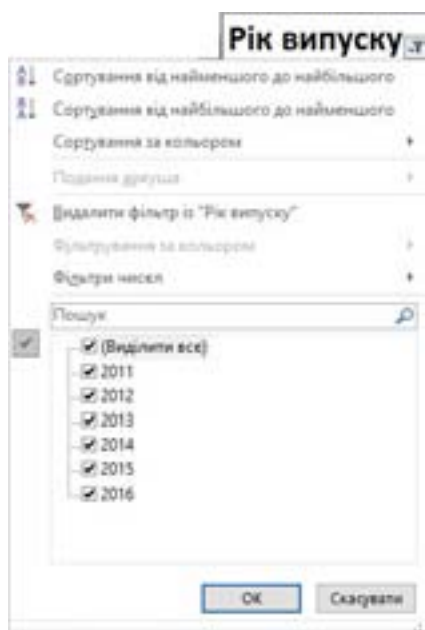 Рік випуску
Сортування від найменшого до найбільшого
Сортування від найбільшого до найменшого
Сортування за кольором
Подання аркуша
Видалити фільтр із "Рік випуску"
Фільтрування за кольором
Фільтри чисел
Пошук
(Виділити все)
2011
2012
2013
2014
2015
2016
ОК
Скасувати